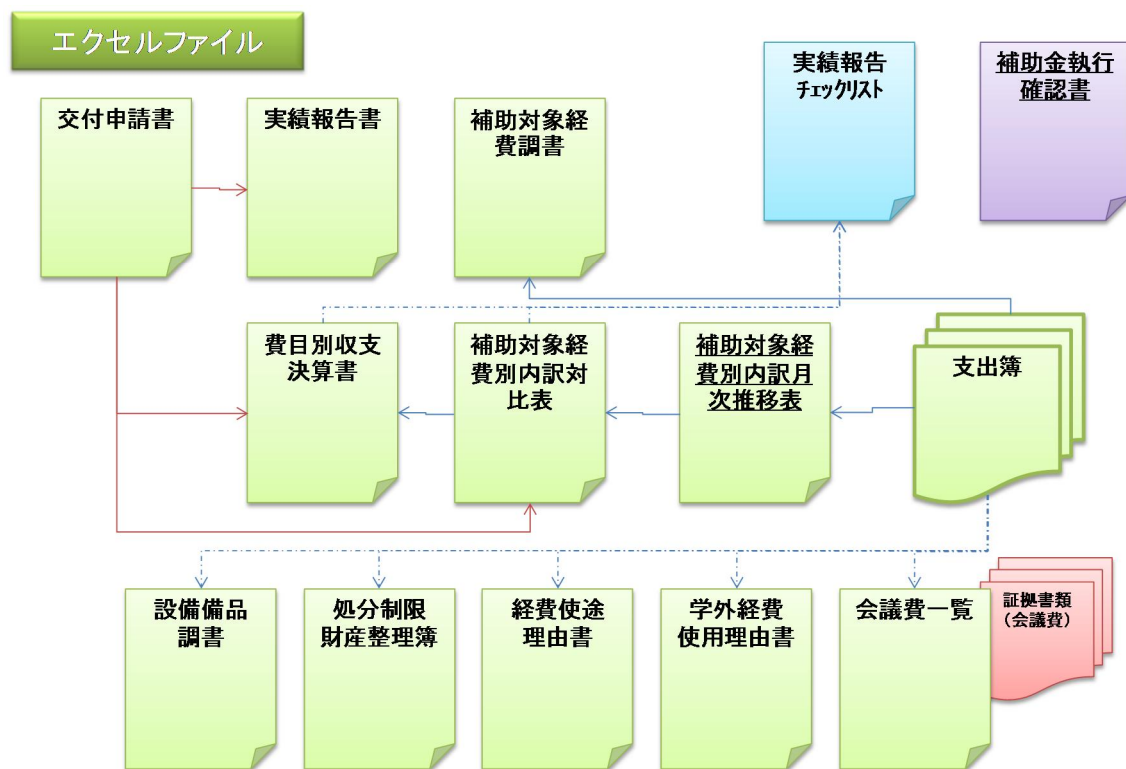 エクセルファイル
交付申請書
実績報告書
補助対象経
費調書
実績報告
チェックリスト
補助金執行
確認書
費目別収支
決算書
補助対象経
費別内訳対
比表
補助対象経
費別内訳月
次推移表
支出簿
設備備品
調書
処分制限
財産整理簿
経費使途
理由書
学外経費
使用理由書
会議費一覧
証拠書類
（会議費）